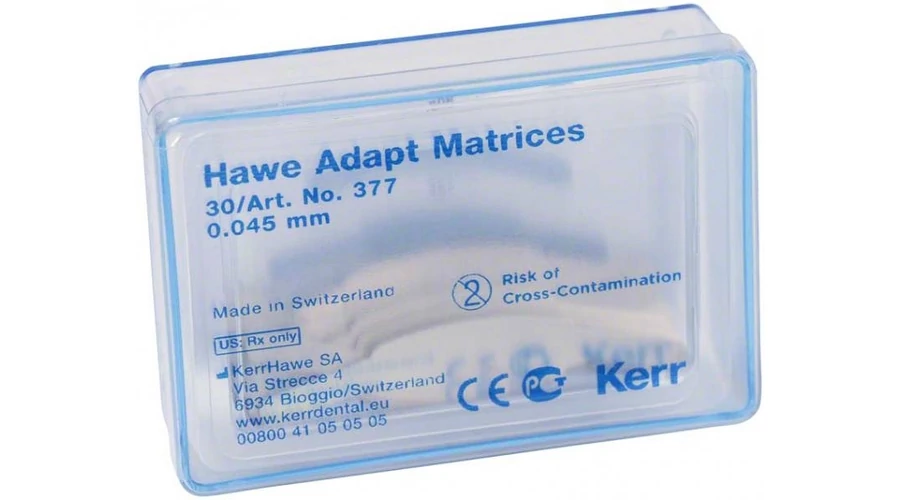 Hawe Adapt Matrices
30/Art. No. 377
0.045 mm
Made in Switzerland
2 Risk of
Cross-Contamination
US: Rx only
KerrHawe SA
Via Strecce 4
6934 Bioggio/Switzerland
www.kerrdental.eu
00800 41 05 05 05
CE PCT Kerr